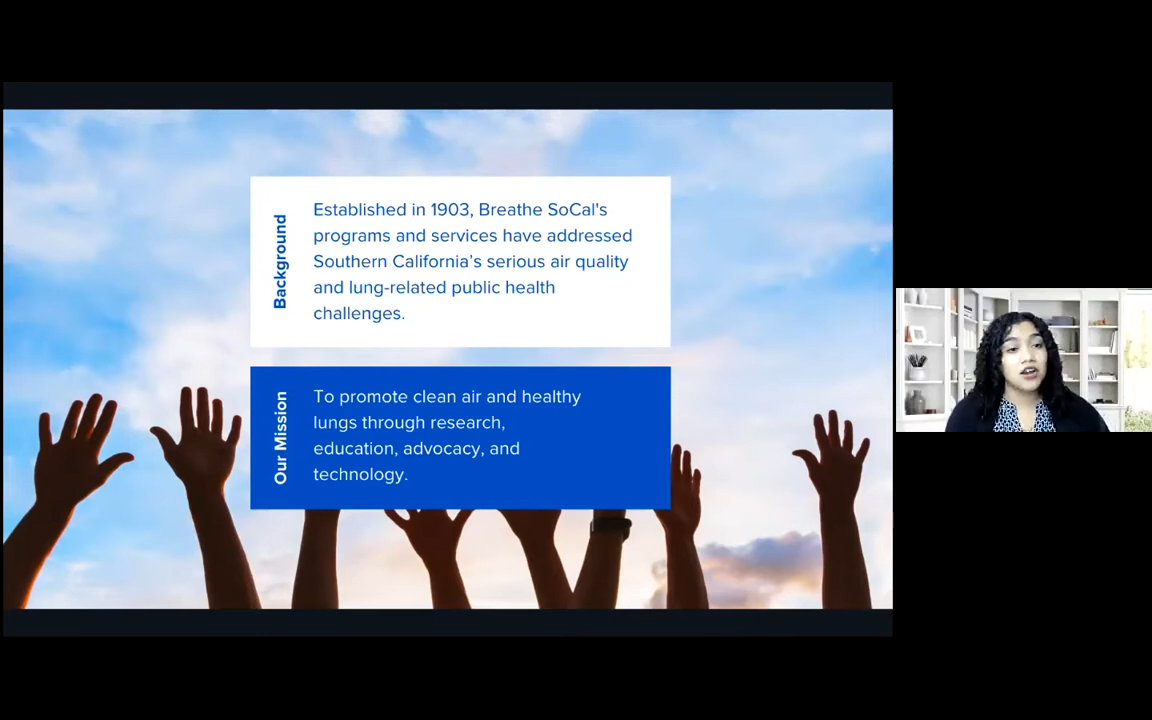 Background
Established in 1903, Breathe SoCal's
programs and services have addressed
Southern California's serious air quality
and lung-related public health
challenges.
Our Mission
To promote clean air and healthy
lungs through research,
education, advocacy, and
technology.